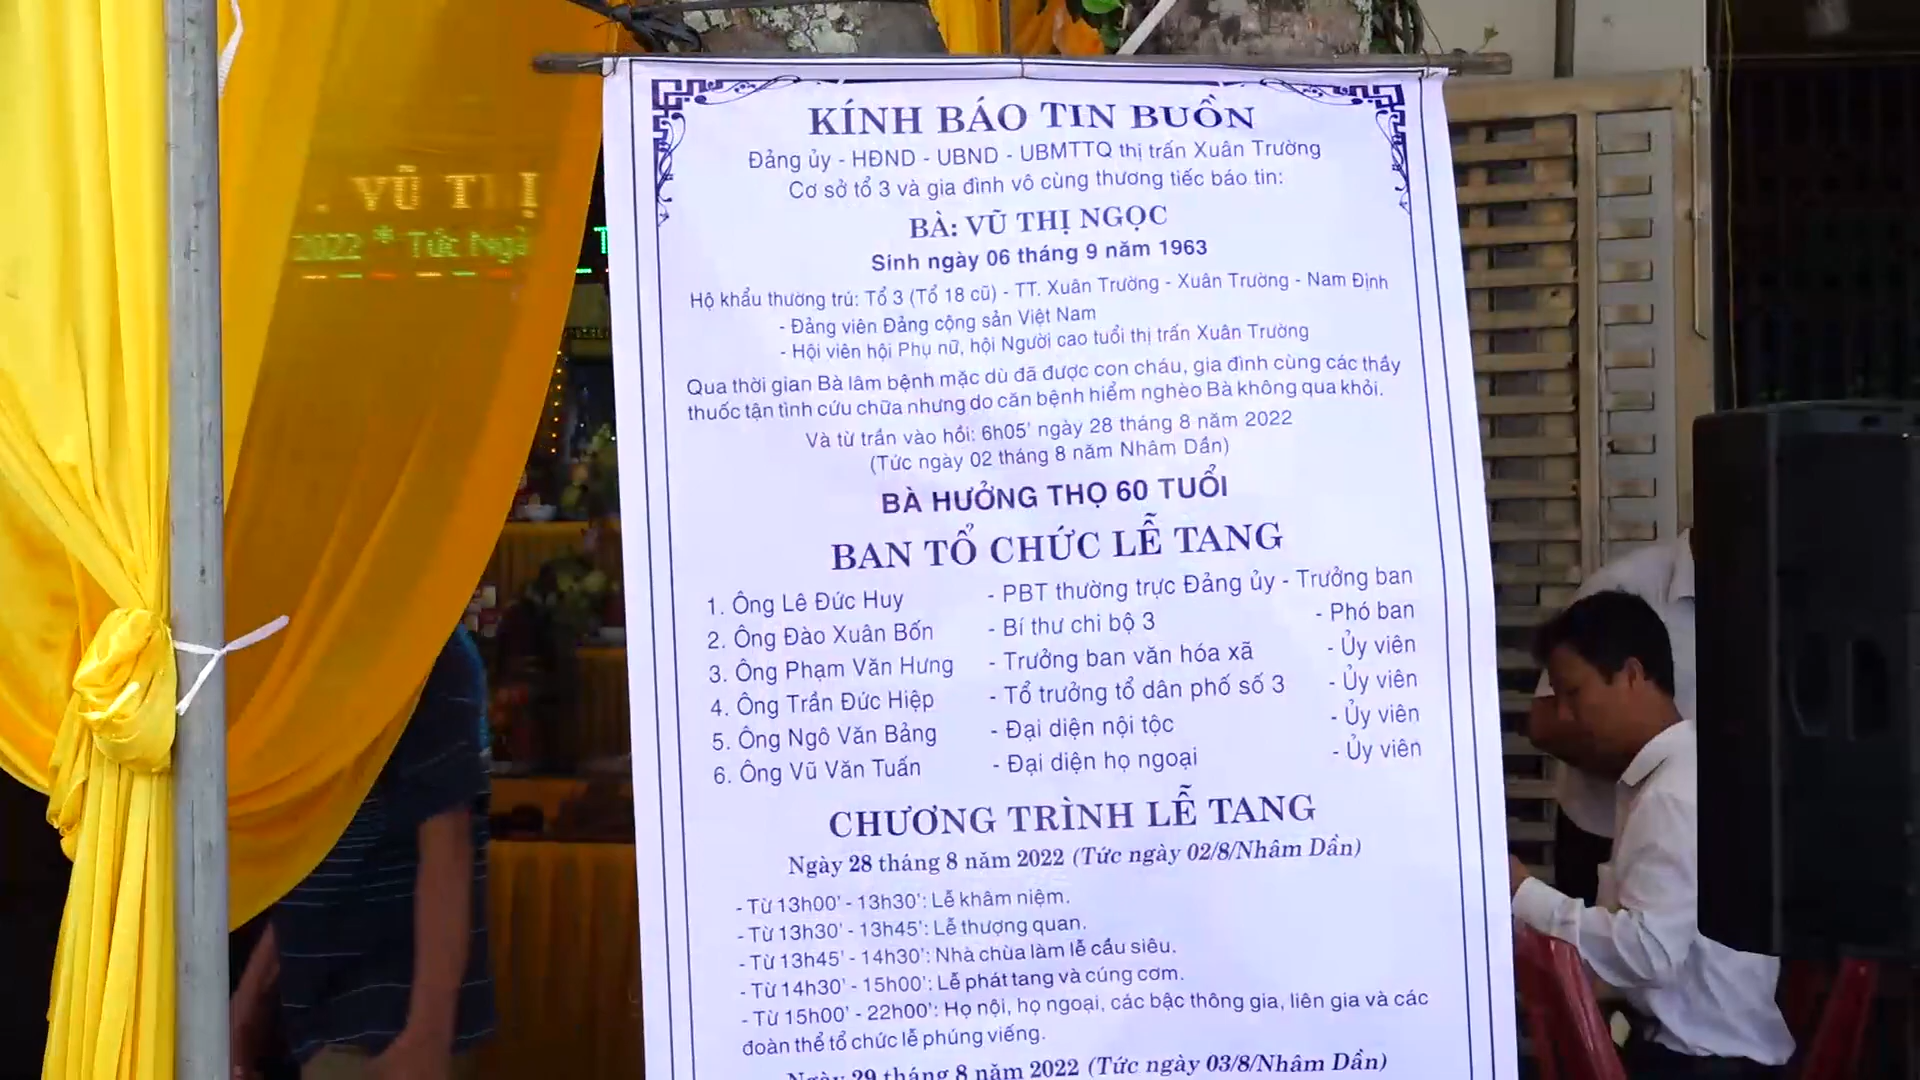 . VŨ THỊ
2022 * Tức Ngà
KÍNH BÁO TIN BUỒN
Đảng ủy - HĐND - UBND - UBMTTQ thị trấn Xuân Trường
Cơ sở tổ 3 và gia đình vô cùng thương tiếc báo tin:
BÀ: VŨ THỊ NGỌC
Sinh ngày 06 tháng 9 năm 1963
Hộ khẩu thường trú: Tổ 3 (Tổ 18 cũ) - TT. Xuân Trường - Xuân Trường - Nam Định
- Đảng viên Đảng cộng sản Việt Nam
- Hội viên hội Phụ nữ, hội Người cao tuổi thị trấn Xuân Trường
Qua thời gian Bà lâm bệnh mặc dù đã được con cháu, gia đình cùng các thầy
thuốc tận tình cứu chữa nhưng do căn bệnh hiểm nghèo Bà không qua khỏi.
Và từ trần vào hồi: 6h05' ngày 28 tháng 8 năm 2022
(Tức ngày 02 tháng 8 năm Nhâm Dần)
BÀ HƯỞNG THỌ 60 TUỔI
BAN TỔ CHỨC LỄ TANG
1. Ông Lê Đức Huy - PBT thường trực Đảng ủy - Trưởng ban
2. Ông Đào Xuân Bốn - Bí thư chi bộ 3 - Phó ban
3. Ông Phạm Văn Hưng - Trưởng ban văn hóa xã - Ủy viên
4. Ông Trần Đức Hiệp - Tổ trưởng tổ dân phố số 3 - Ủy viên
5. Ông Ngô Văn Bảng - Đại diện nội tộc - Ủy viên
6. Ông Vũ Văn Tuấn - Đại diện họ ngoại - Ủy viên
CHƯƠNG TRÌNH LỄ TANG
Ngày 28 tháng 8 năm 2022 (Tức ngày 02/8/Nhâm Dần)
- Từ 13h00' - 13h30': Lễ khâm niệm.
- Từ 13h30' - 13h45': Lễ thượng quan.
- Từ 13h45' - 14h30': Nhà chùa làm lễ cầu siêu.
- Từ 14h30' - 15h00': Lễ phát tang và cúng cơm.
- Từ 15h00' - 22h00': Họ nội, họ ngoại, các bậc thông gia, liên gia và các
đoàn thể tổ chức lễ phúng viếng.
Ngày 29 tháng 8 năm 2022 (Tức ngày 03/8/Nhâm Dần)